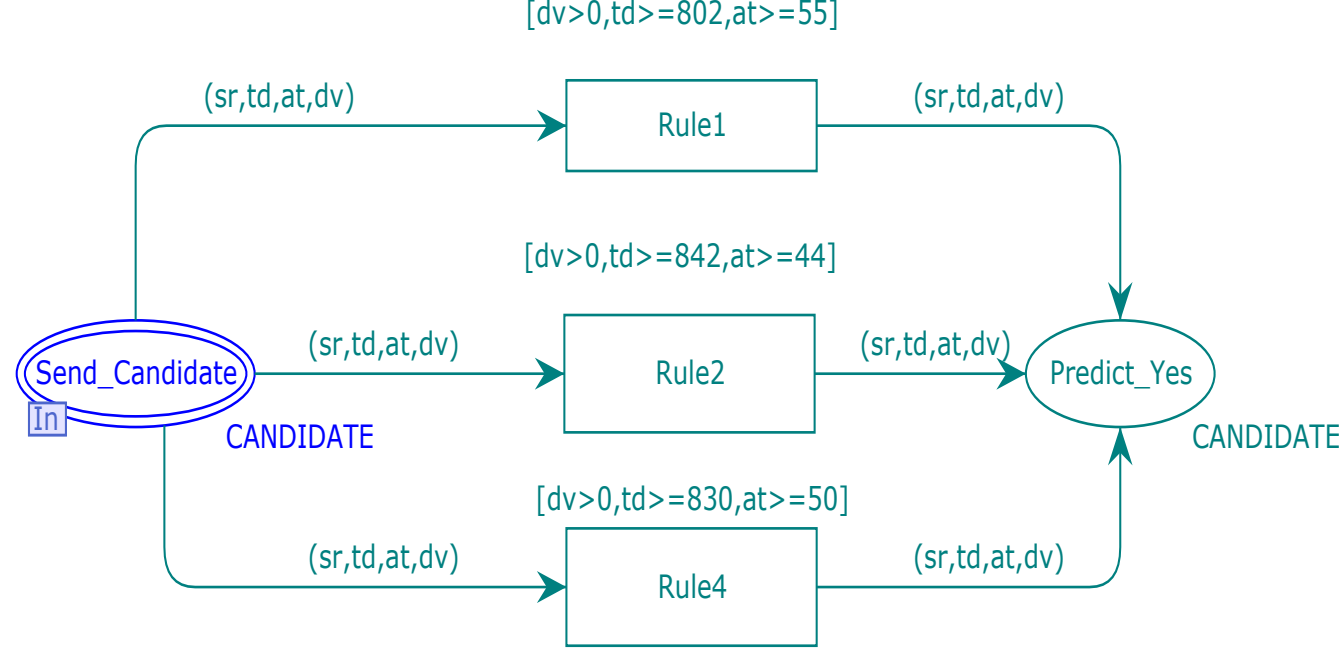 [dv>0,td>=802,at>=55]
(sr,td,at,dv)
(sr,td,at,dv)
Rule1
[dv>0,td>=842,at>=44]
(sr,td,at,dv)
(sr,td,at,dv)
Send_Candidate
Rule2
Predict_Yes
In
CANDIDATE
CANDIDATE
[dv>0,td>=830,at>=50]
(sr,td,at,dv)
(sr,td,at,dv)
Rule4